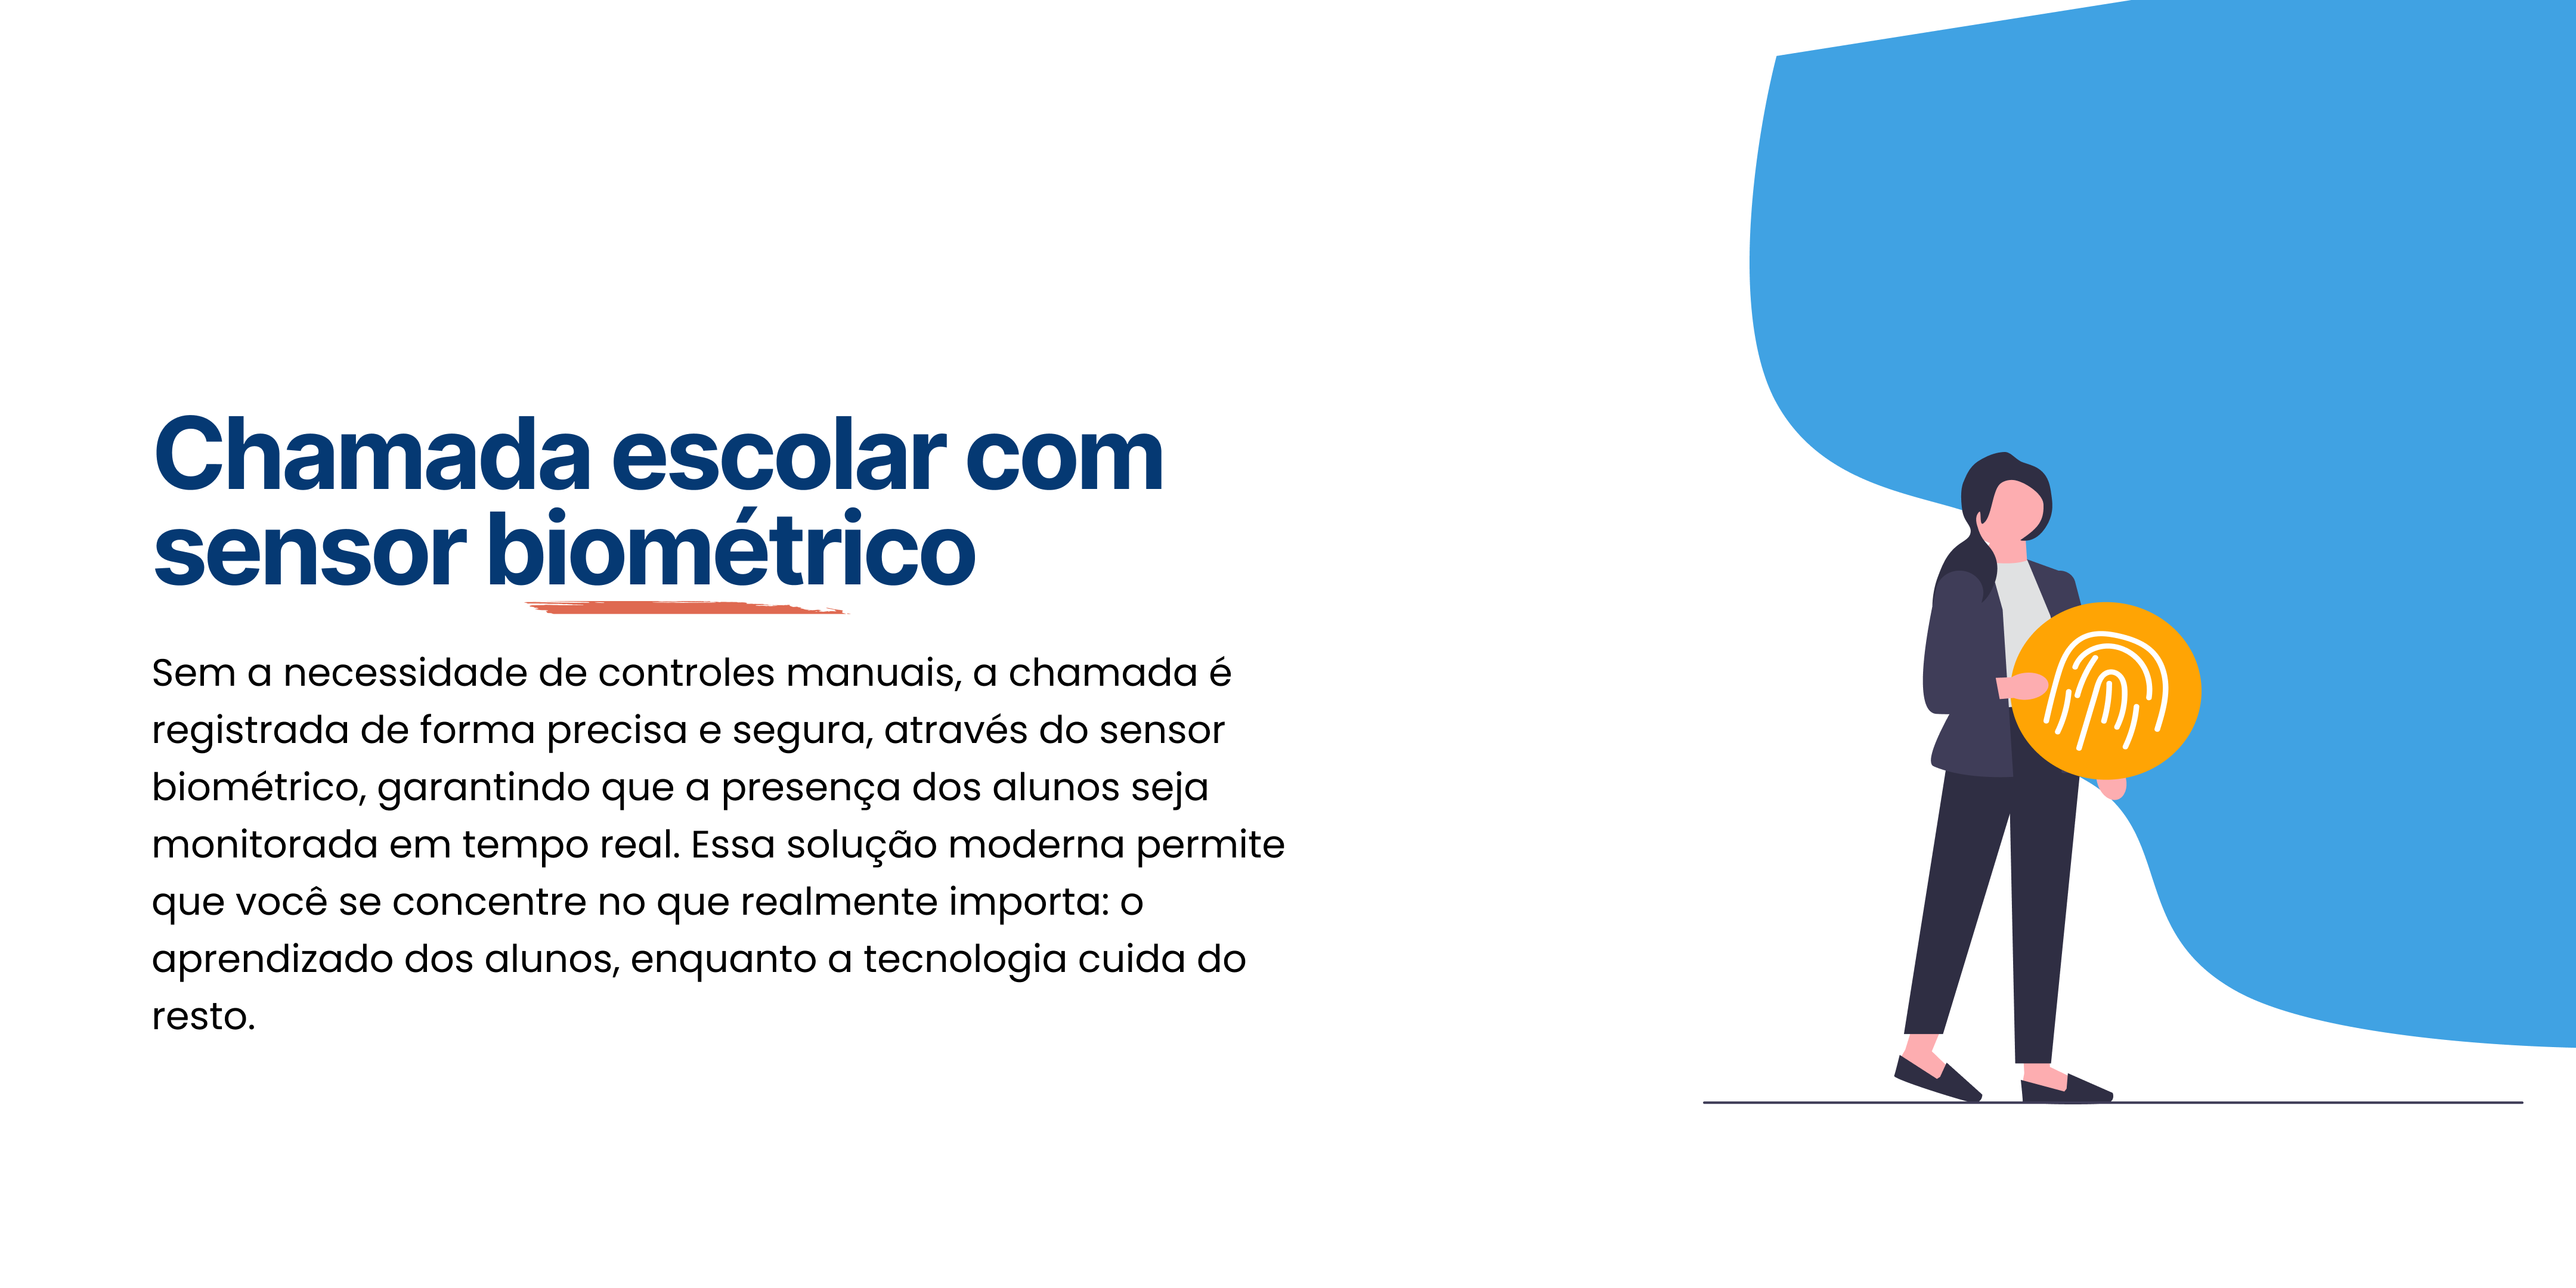 Chamada escolar com
sensor biométrico
Sem a necessidade de controles manuais, a chamada é
registrada de forma precisa e segura, através do sensor
biométrico, garantindo que a presença dos alunos seja
monitorada em tempo real. Essa solução moderna permite
que você se concentre no que realmente importa: o
aprendizado dos alunos, enquanto a tecnologia cuida do
resto.